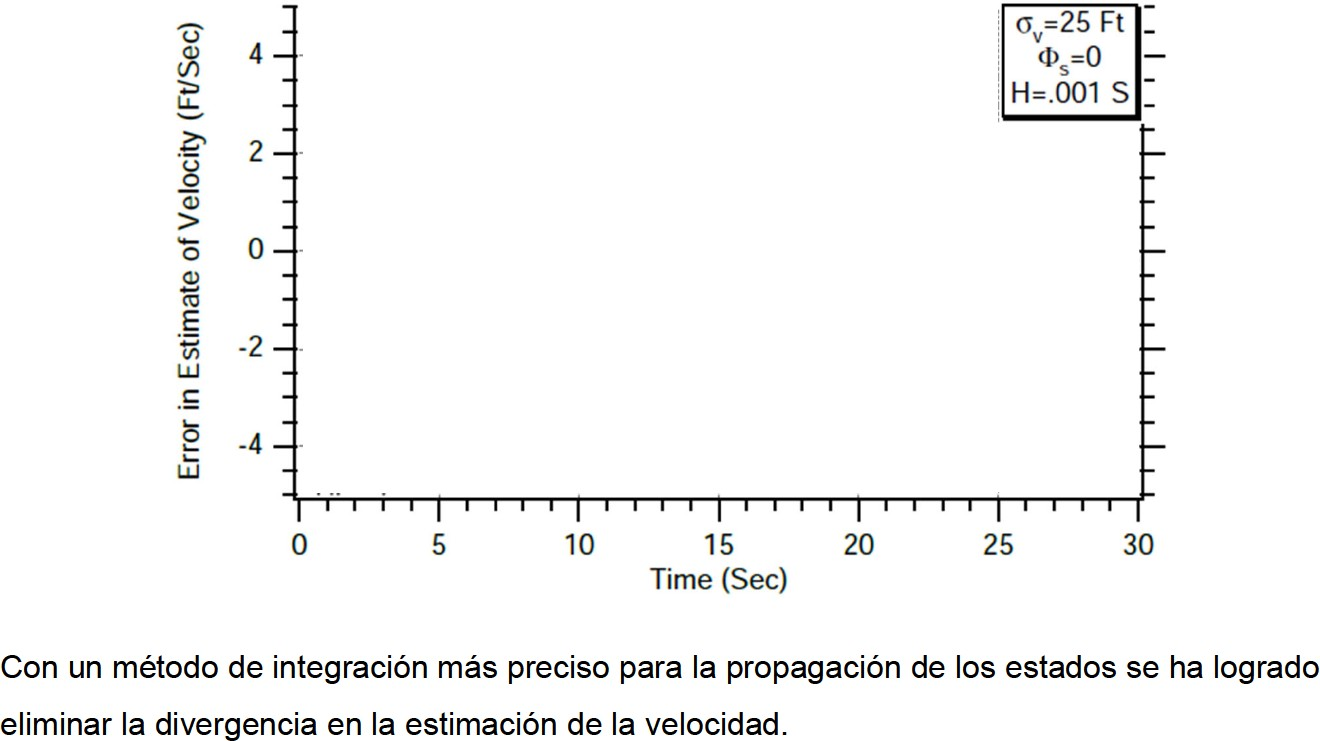 σv=25 Ft
Φs=0
H=.001 S
Error in Estimate of Velocity (Ft/Sec)
4
2
0
-2
-4
0 5 10 15 20 25 30
Time (Sec)
Con un método de integración más preciso para la propagación de los estados se ha logrado
eliminar la divergencia en la estimación de la velocidad.